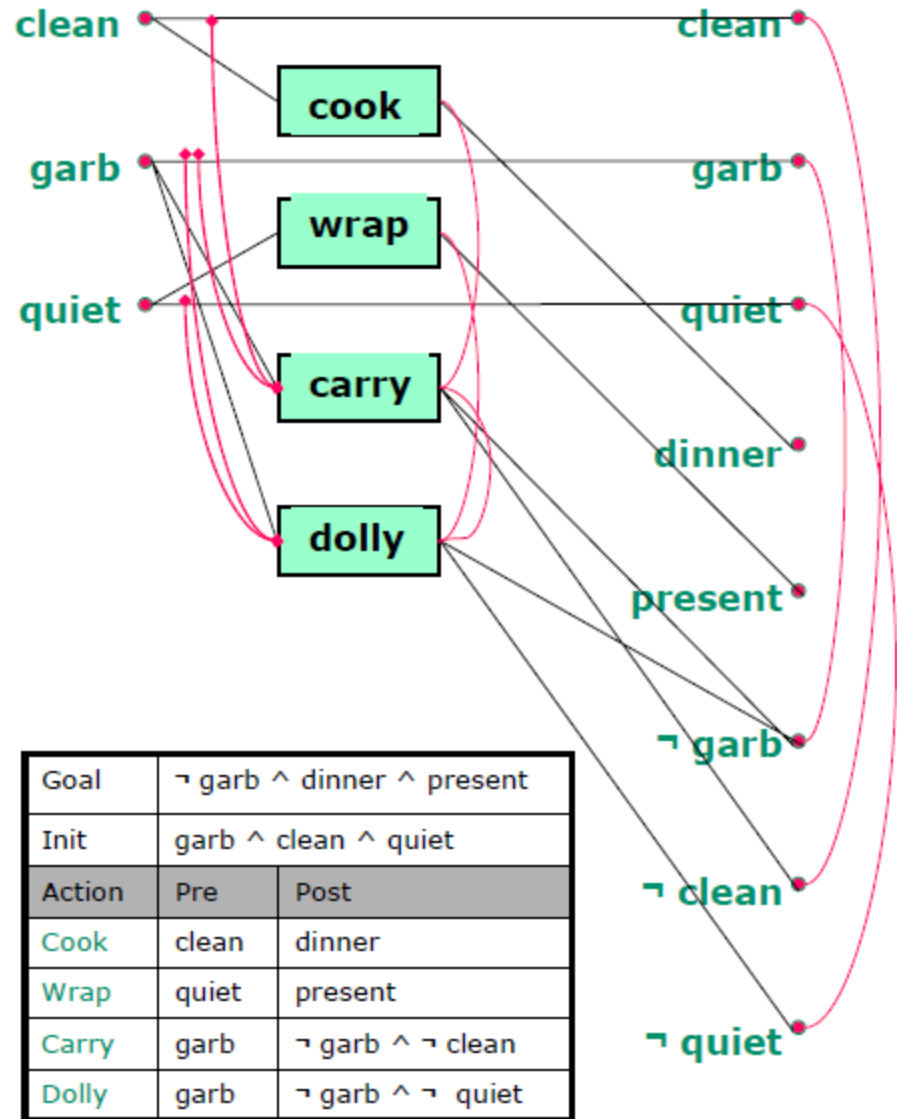 clean clean
cook
garb garb
wrap
quiet quiet
carry
dinner
dolly
present
¬ garb
Goal ¬ garb ^ dinner ^ present
Init garb ^ clean ^ quiet
Action Pre Post
¬ clean
Cook clean dinner
Wrap quiet present
Carry garb ¬ garb ^ ¬ clean
¬ quiet
Dolly garb ¬ garb ^ ¬ quiet